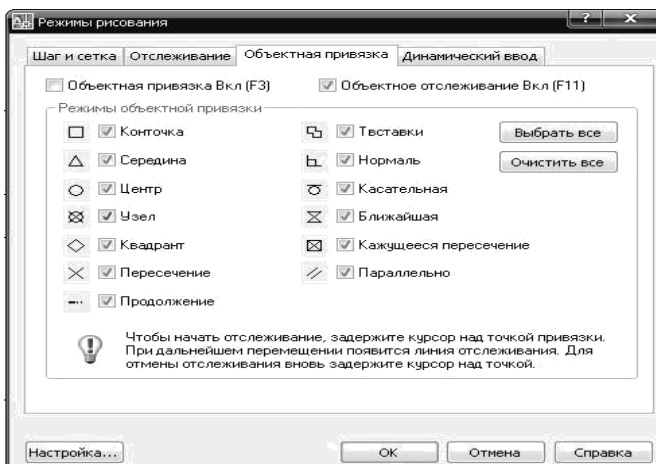 Режимы рисования
Шаг и сетка Отслеживание Объектная привязка Динамический ввод
Объектная привязка Вкл (F3) Объектное отслеживание Вкл (F11)
Режимы объектной привязки
Конточка Твставки Выбрать все
Середина Нормаль Очистить все
Центр Касательная
Узел Ближайшая
Квадрант Кажущееся пересечение
Пересечение Параллельно
Продолжение
Чтобы начать отслеживание, задержите курсор над точкой привязки.
При дальнейшем перемещении появится линия отслеживания. Для
отмены отслеживания вновь задержите курсор над точкой.
Настройка... ОК Отмена Справка